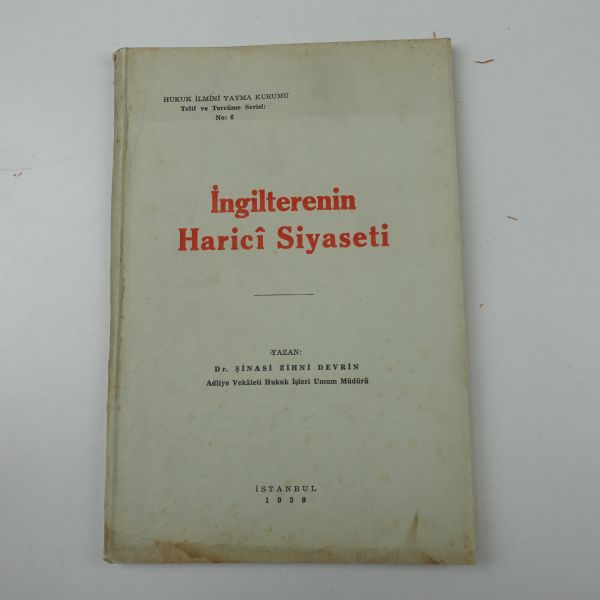 HUKUK İLMİNİ YAYMA KURUMU
Telif ve Tercüme Serisi:
No: 6
İngilterenin
Haricî Siyaseti
YAZAN:
Dr. ŞİNASİ ZİHNİ DEVRİN
Adliye Vekâleti Hukuk İşleri Umum Müdürü
İSTANBUL
1939